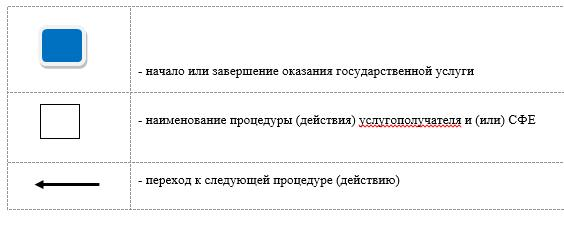 - начало или завершение оказания государственной услуги
- наименование процедуры (действия) услугополучателя и (или) СФЕ
- переход к следующей процедуре (действию)